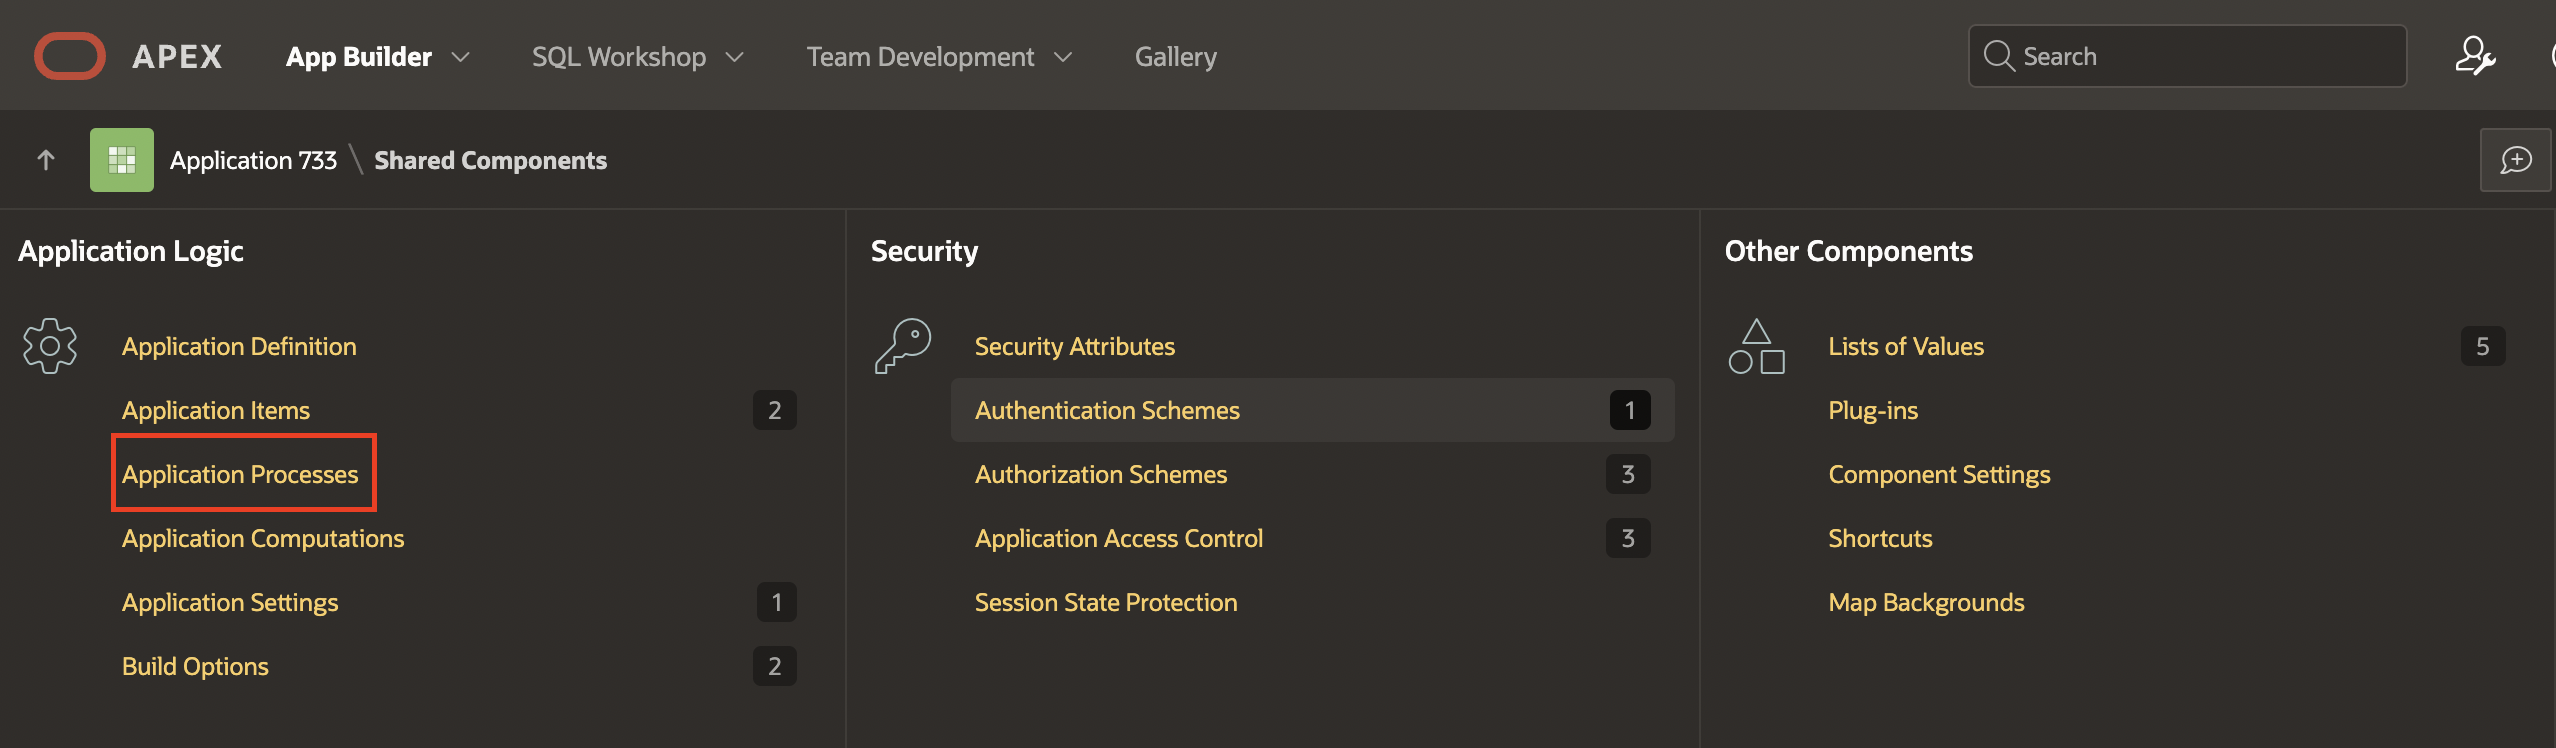 APEX App Builder SQL Workshop Team Development Gallery Search
Application 733 \ Shared Components
Application Logic
Application Definition
Application Items 2
Application Processes
Application Computations
Application Settings 1
Build Options 2
Security
Security Attributes
Authentication Schemes 1
Authorization Schemes 3
Application Access Control 3
Session State Protection
Other Components
Lists of Values 5
Plug-ins
Component Settings
Shortcuts
Map Backgrounds